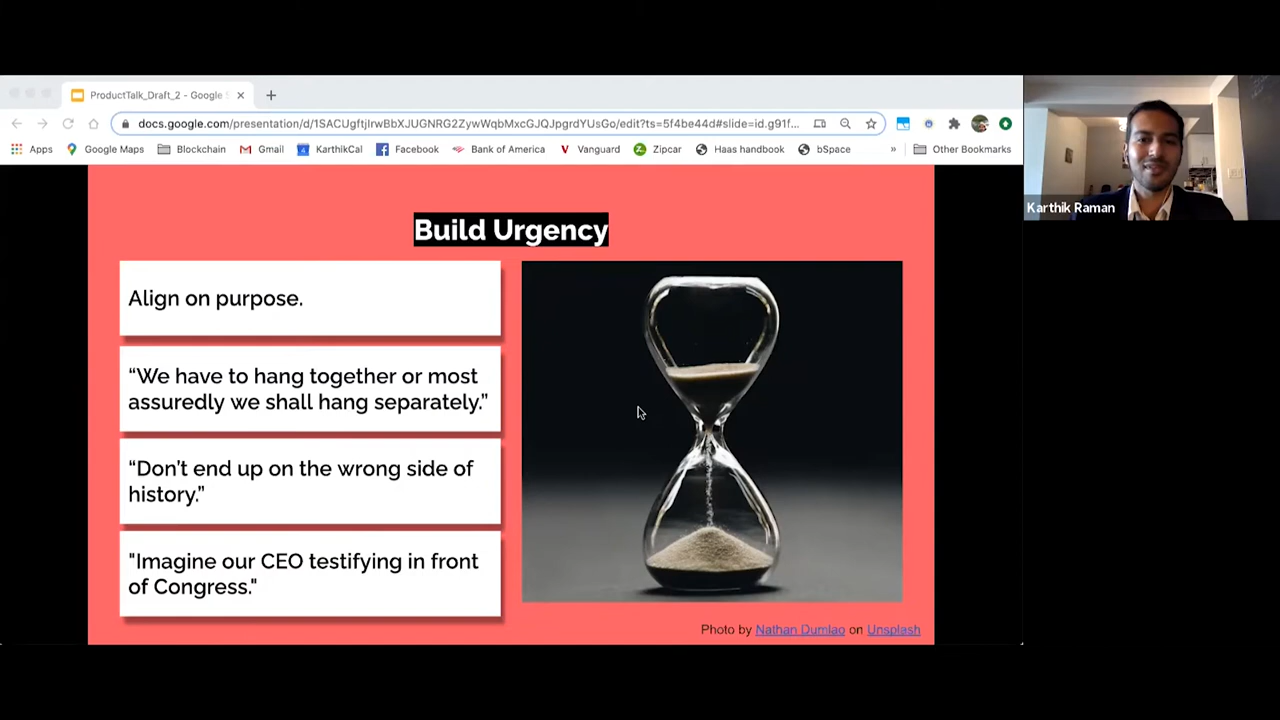 ProductTalk_Draft_2 - Google
docs.google.com/presentation/d/1SACUgftjIrwBbXJUGNRG2ZywWqbMxcGJQJpgrdYUsGo/edit?ts=5f4be44d#slide=id.g91f...
Apps Google Maps Blockchain Gmail KarthikCal Facebook Bank of America Vanguard Zipcar Haas handbook bSpace » Other Bookmarks
Karthik Raman
Build Urgency
Align on purpose.
“We have to hang together or most
assuredly we shall hang separately.”
“Don’t end up on the wrong side of
history.”
"Imagine our CEO testifying in front
of Congress."
Photo by Nathan Dumlao on Unsplash